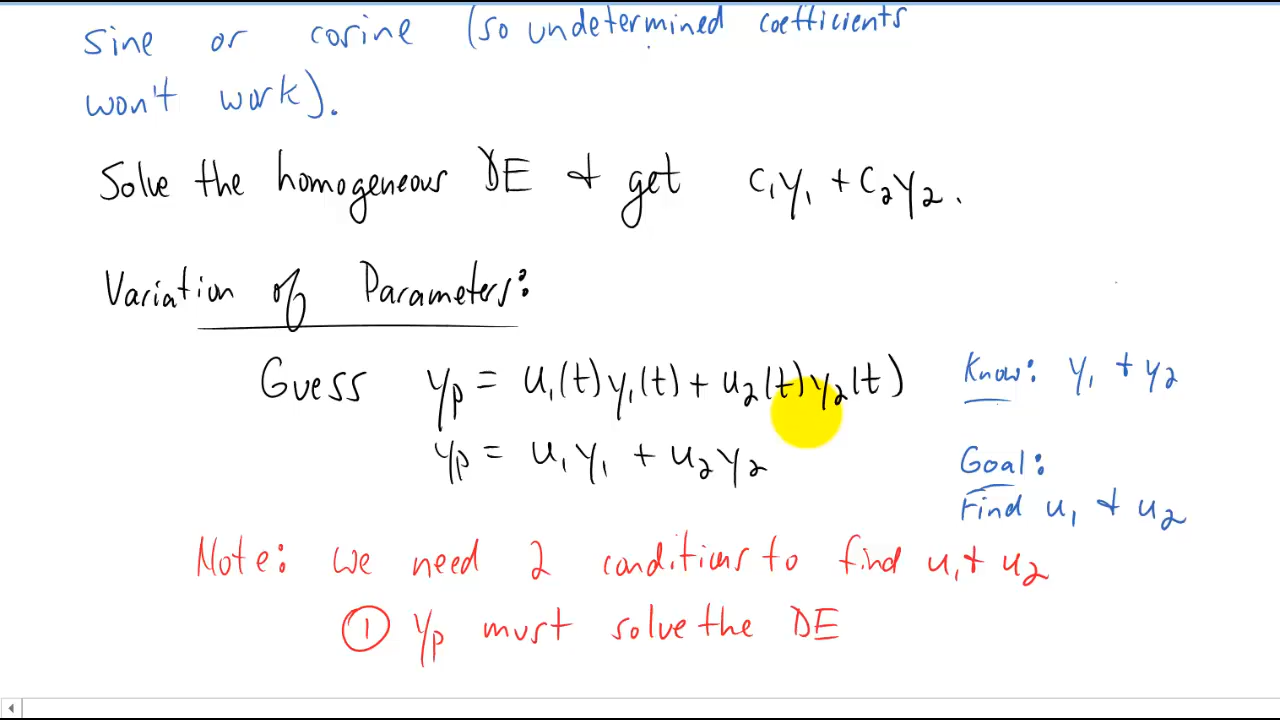 sine or cosine (so undetermined coefficients
won't work).
Solve the homogeneous DE & get c₁y₁ + c₂y₂.
Variation of Parameters:
Guess yₚ = u₁(t)y₁(t) + u₂(t)y₂(t)
Know: y₁ + y₂
yₚ = u₁y₁ + u₂y₂
Goal:
Find u₁ & u₂
Note: we need 2 conditions to find u₁ + u₂
① yₚ must solve the DE